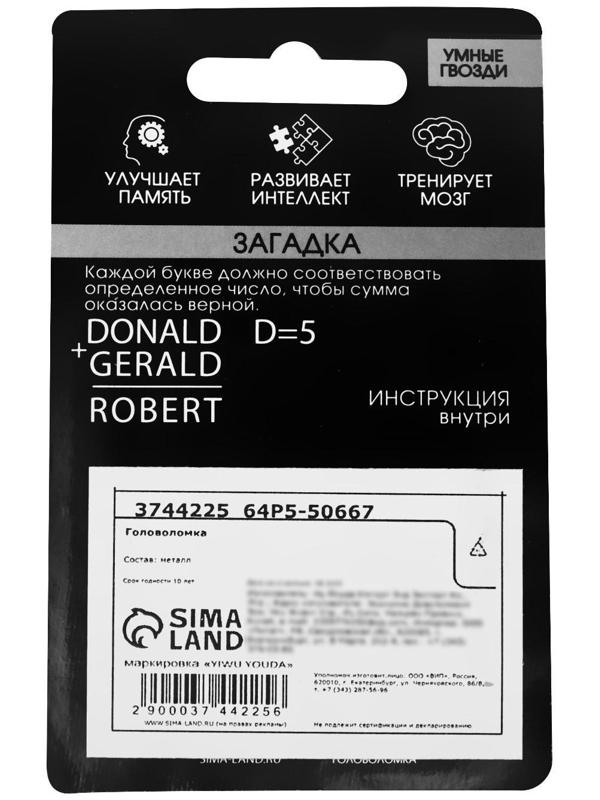 УМНЫЕ
ГВОЗДИ
УЛУЧШАЕТ
ПАМЯТЬ
РАЗВИВАЕТ
ИНТЕЛЛЕКТ
ТРЕНИРУЕТ
МОЗГ
ЗАГАДКА
Каждой букве должно соответствовать
определенное число, чтобы сумма
оказалась верной.
DONALD D=5
+
GERALD
ROBERT
ИНСТРУКЦИЯ
внутри
3744225 64P5-50667
Головоломка
Состав: металл
Срок годности 10 лет
SIMA
LAND
маркировка «YIWU YOUDA»
2 900037 442256
WWW.SIMA-LAND.RU (на правах рекламы)
Уполномоч.изготовит.лицо: ООО «ВИП», Россия,
620010, г. Екатеринбург, ул. Черняховского, 86/8,
т. +7 (343) 287-56-96
Не подлежит сертификации и декларированию
SIMA-LAND.RU ГОЛОВОЛОМКА